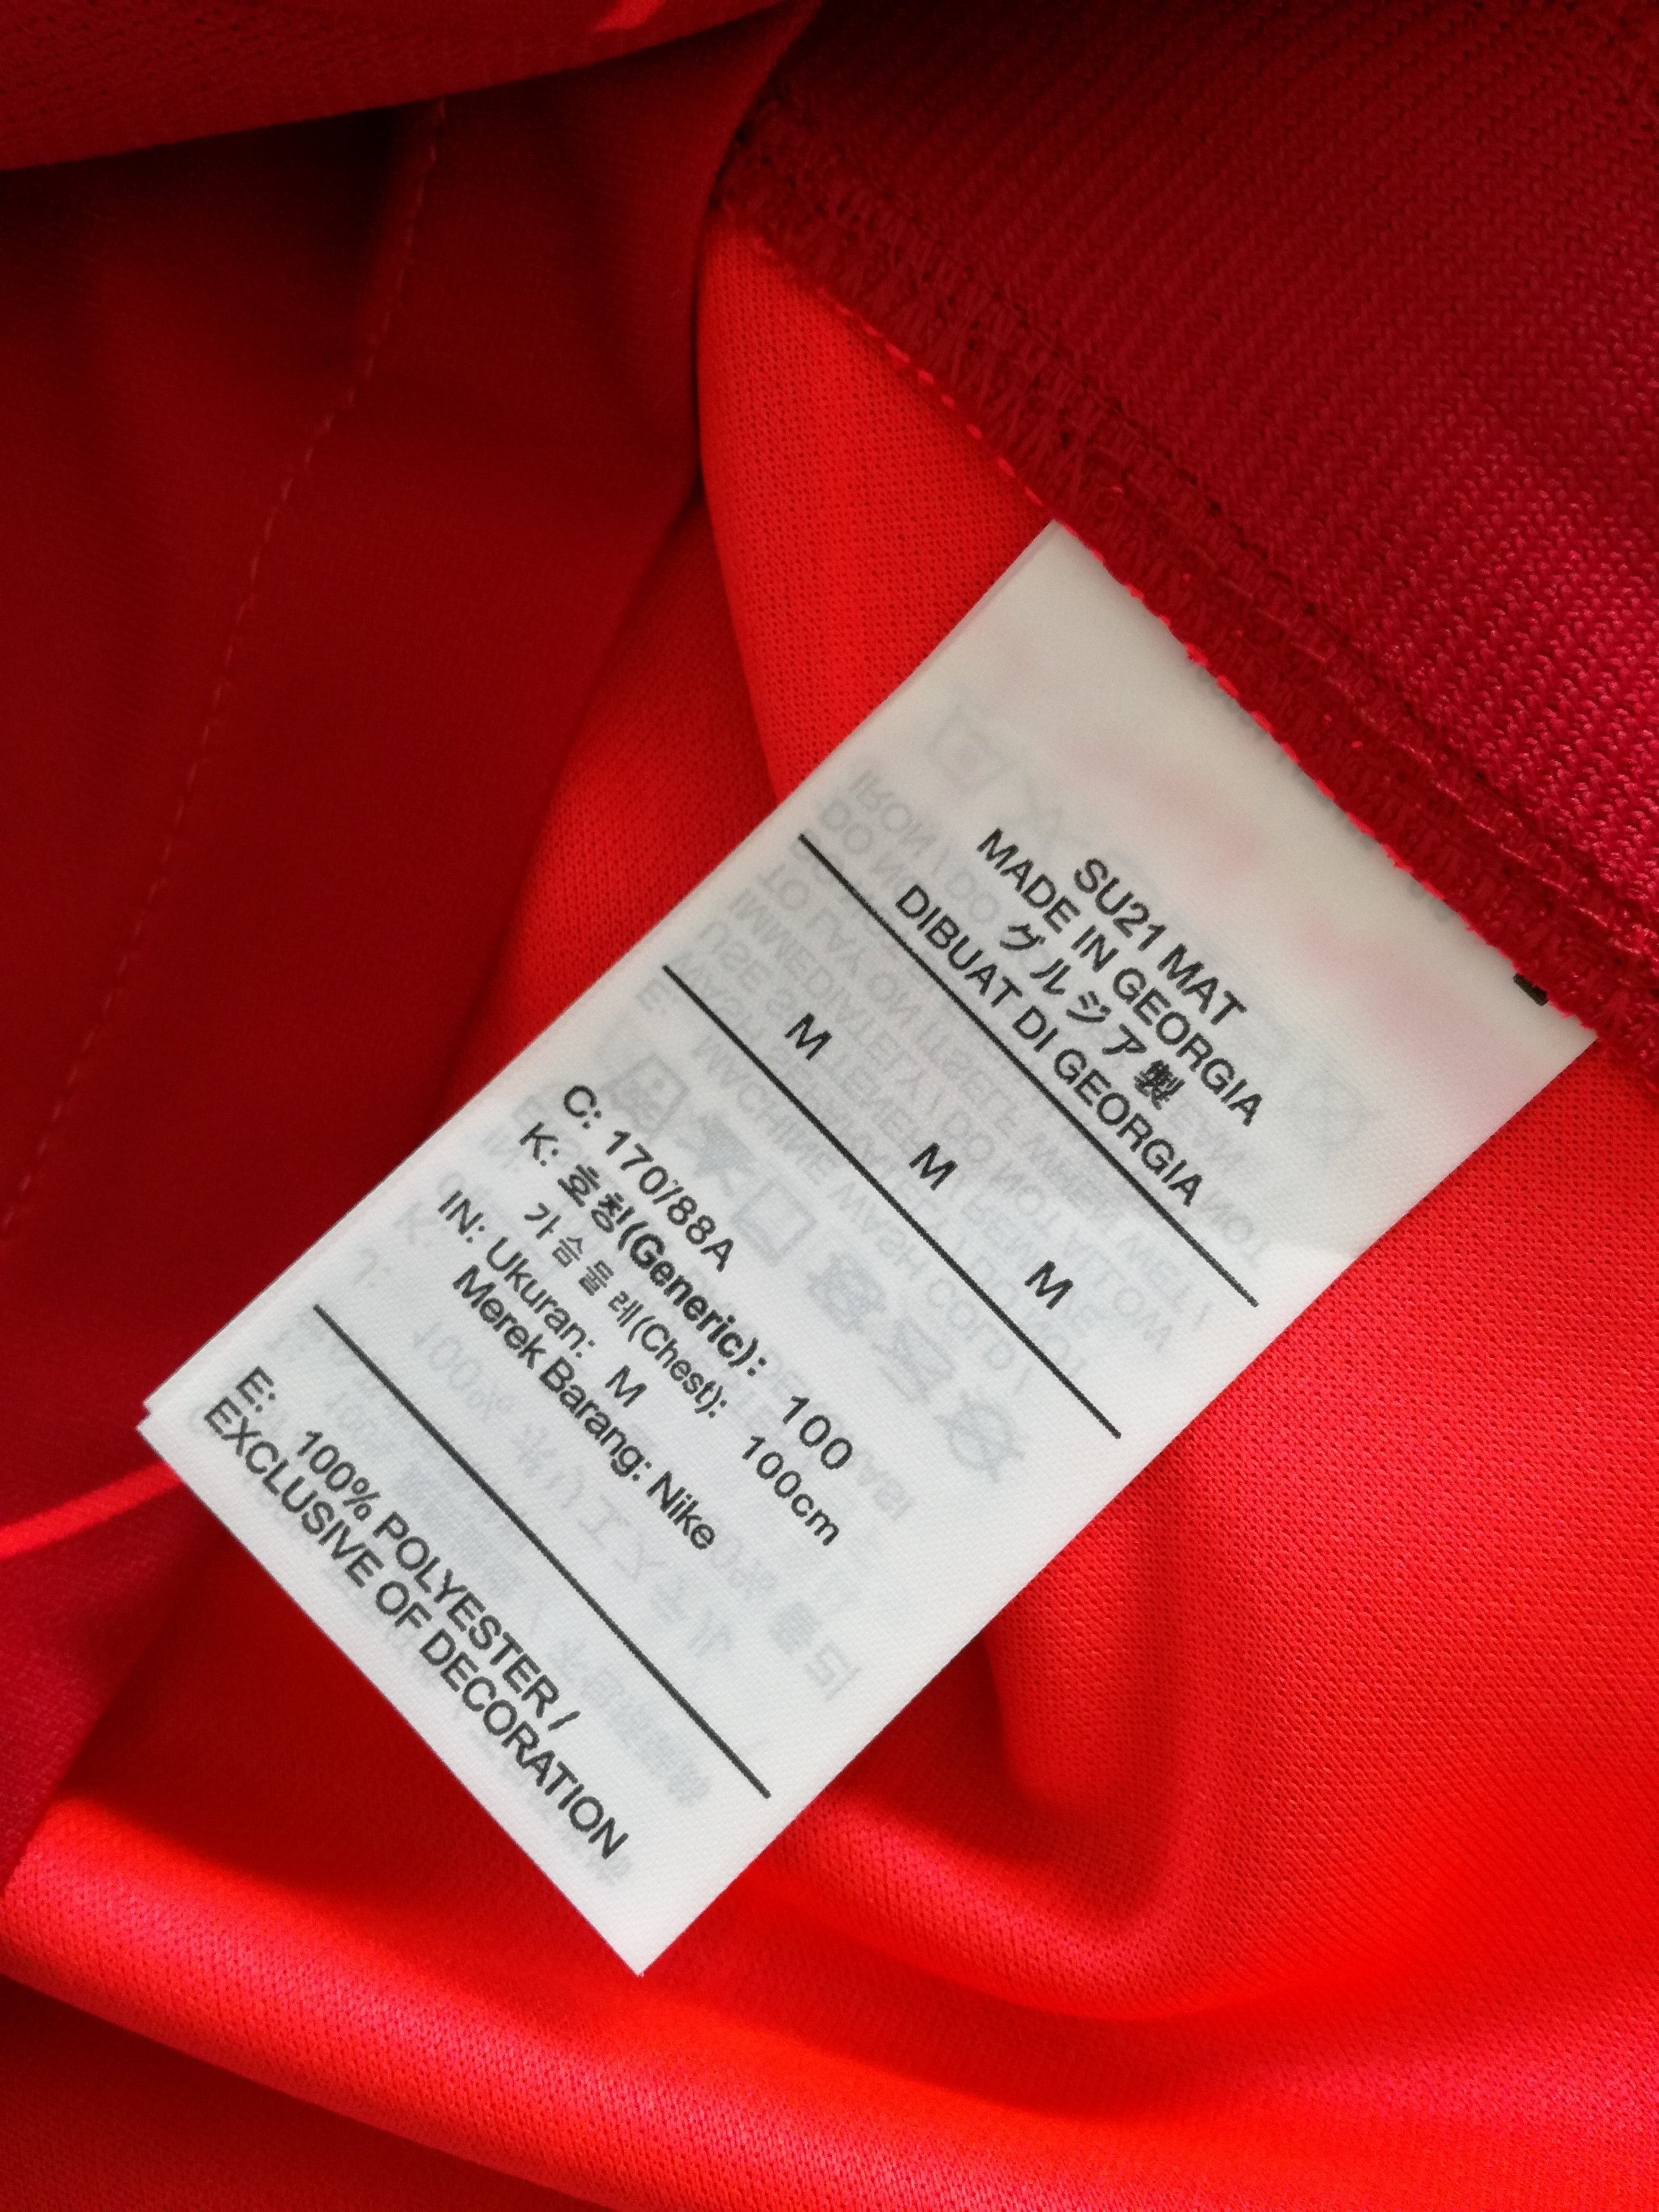 SU21 MAT
MADE IN GEORGIA
グルジア製
DIBUAT DI GEORGIA
M M M
C: 170/88A
K: 호칭(Generic): 100
가슴둘레(Chest): 100cm
IN: Ukuran: M
Merek Barang: Nike
E: 100% POLYESTER /
EXCLUSIVE OF DECORATION